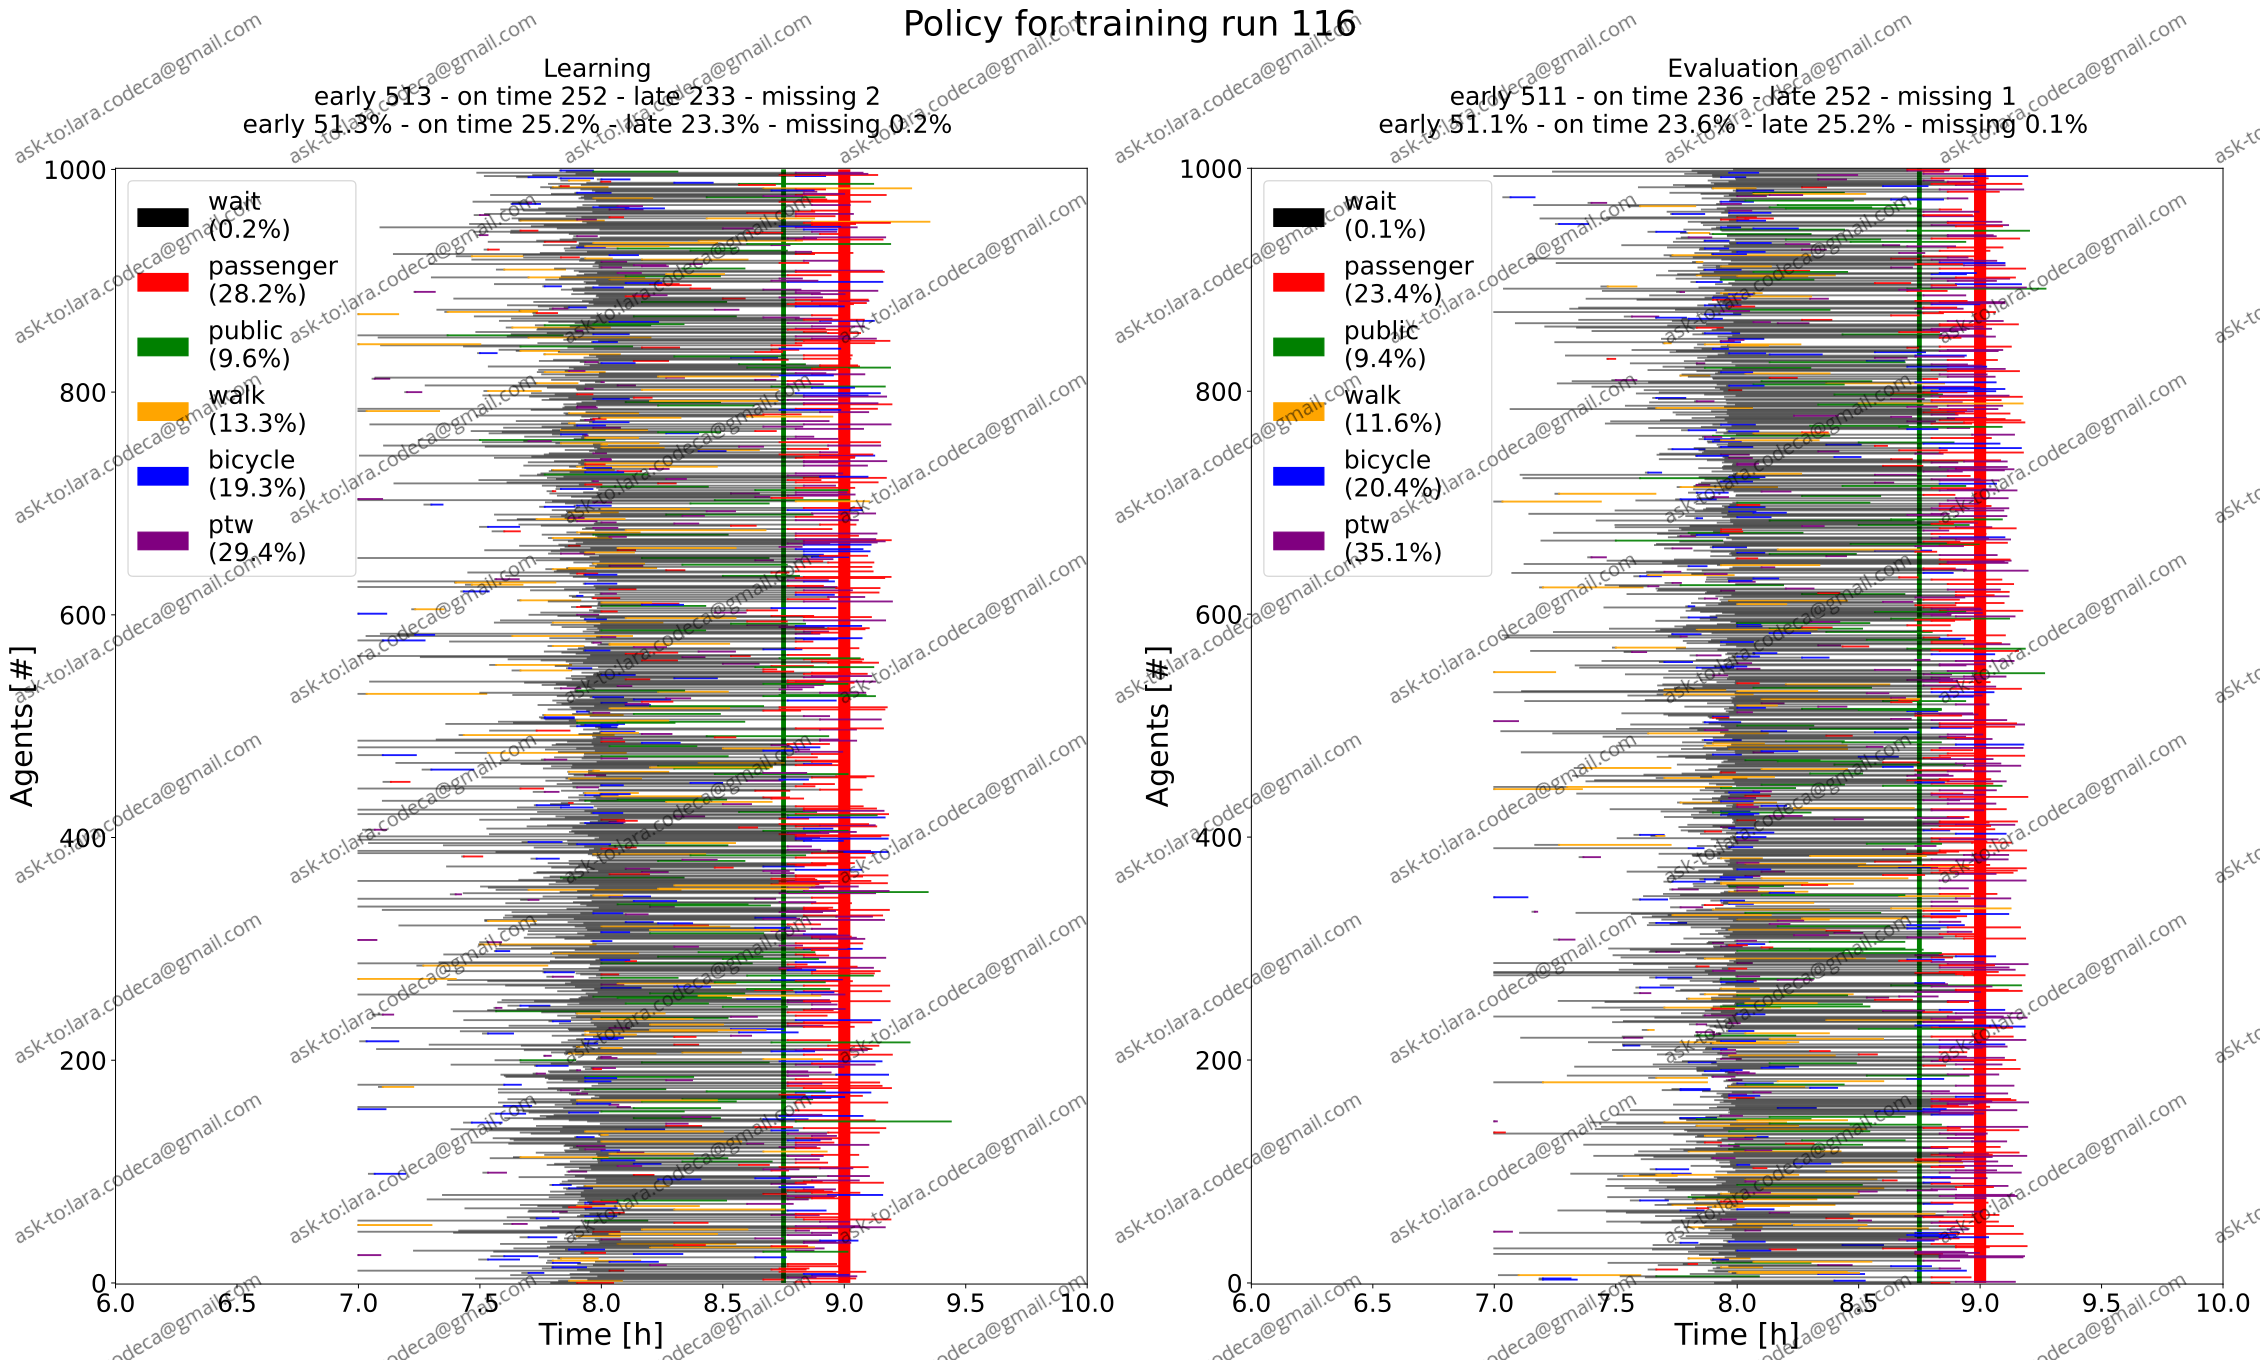 Policy for training run 116
Learning
early 513 - on time 252 - late 233 - missing 2
early 51.3% - on time 25.2% - late 23.3% - missing 0.2%
1000
800
600
400
200
0
Agents [#]
wait
(0.2%)
passenger
(28.2%)
public
(9.6%)
walk
(13.3%)
bicycle
(19.3%)
ptw
(29.4%)
6.0 6.5 7.0 7.5 8.0 8.5 9.0 9.5 10.0
Time [h]
Evaluation
early 511 - on time 236 - late 252 - missing 1
early 51.1% - on time 23.6% - late 25.2% - missing 0.1%
1000
800
600
400
200
0
Agents [#]
wait
(0.1%)
passenger
(23.4%)
public
(9.4%)
walk
(11.6%)
bicycle
(20.4%)
ptw
(35.1%)
6.0 6.5 7.0 7.5 8.0 8.5 9.0 9.5 10.0
Time [h]
ask-to:lara.codeca@gmail.com